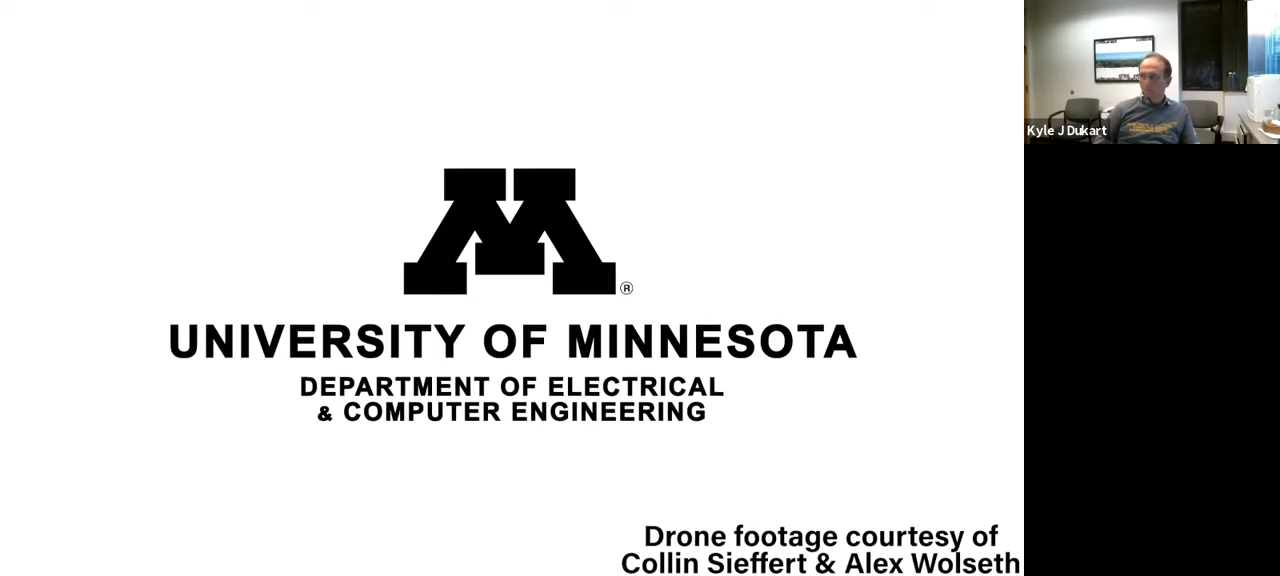 M®
UNIVERSITY OF MINNESOTA
DEPARTMENT OF ELECTRICAL
& COMPUTER ENGINEERING
Drone footage courtesy of
Collin Sieffert & Alex Wolseth
Kyle J Dukart